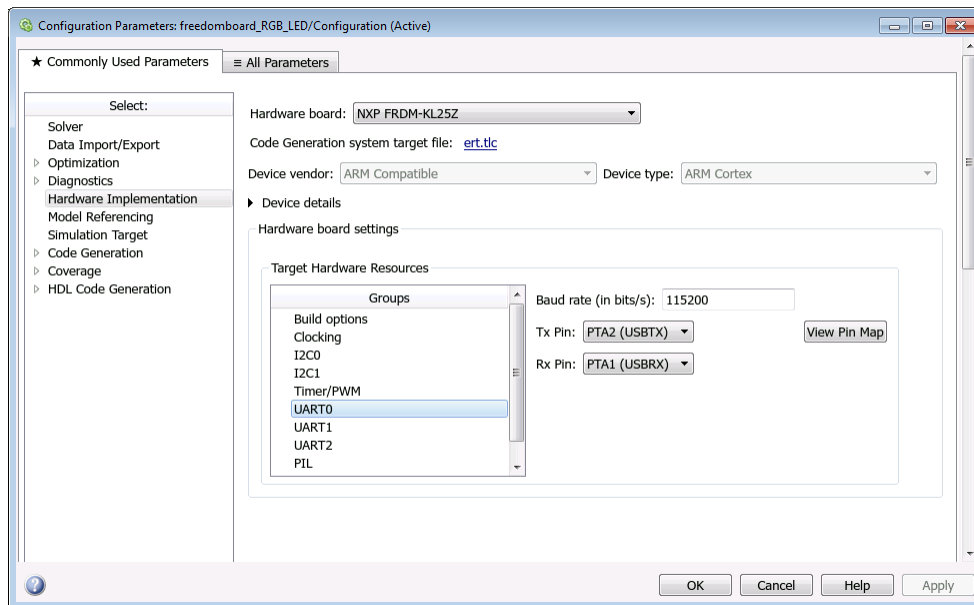 Configuration Parameters: freedomboard_RGB_LED/Configuration (Active)
★ Commonly Used Parameters
≡ All Parameters
Select:
Solver
Data Import/Export
Optimization
Diagnostics
Hardware Implementation
Model Referencing
Simulation Target
Code Generation
Coverage
HDL Code Generation
Hardware board: NXP FRDM-KL25Z
Code Generation system target file: ert.tlc
Device vendor: ARM Compatible Device type: ARM Cortex
Device details
Hardware board settings
Target Hardware Resources
Groups
Build options
Clocking
I2C0
I2C1
Timer/PWM
UART0
UART1
UART2
PIL
Baud rate (in bits/s): 115200
Tx Pin: PTA2 (USBTX) View Pin Map
Rx Pin: PTA1 (USBRX)
? OK Cancel Help Apply